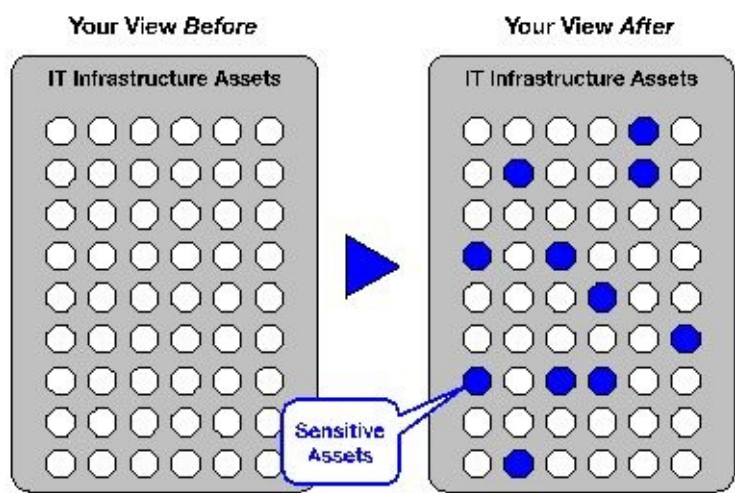 Your View Before
Your View After
IT Infrastructure Assets
IT Infrastructure Assets
Sensitive
Assets